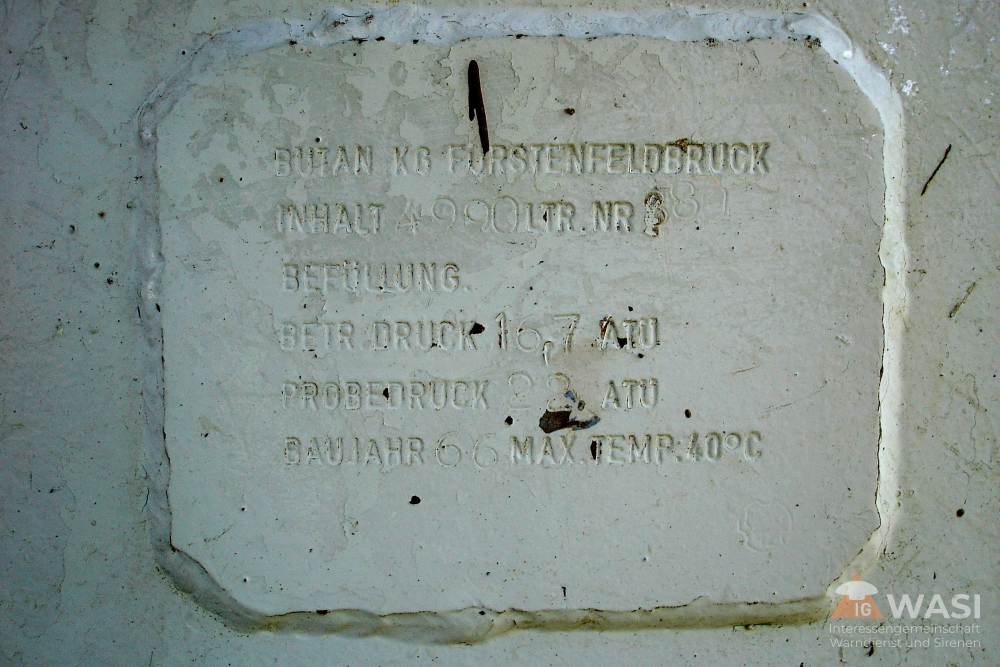 BUTAN KG FÜRSTENFELDBRUCK
INHALT 4990 LTR. NR
BEFÜLLUNG.
BETR. DRUCK 16,7 ATÜ
PROBEDRUCK 22 ATÜ
BAUJAHR 66 MAX. TEMP.: 40°C
IG WASI
Interessengemeinschaft
Warndienst und Sirenen